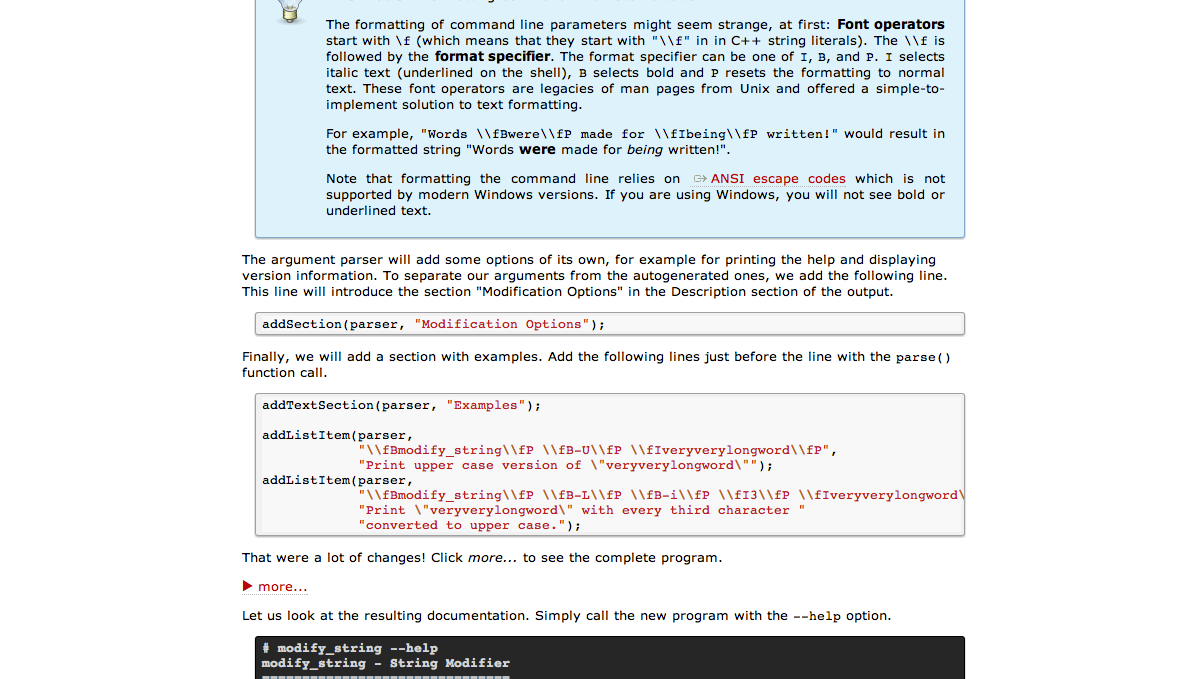 The formatting of command line parameters might seem strange, at first: Font operators
start with \f (which means that they start with "\\f" in in C++ string literals). The \\f is
followed by the format specifier. The format specifier can be one of I, B, and P. I selects
italic text (underlined on the shell), B selects bold and P resets the formatting to normal
text. These font operators are legacies of man pages from Unix and offered a simple-to-
implement solution to text formatting.
For example, "Words \\fBwere\\fP made for \\fIbeing\\fP written!" would result in
the formatted string "Words were made for being written!".
Note that formatting the command line relies on ANSI escape codes which is not
supported by modern Windows versions. If you are using Windows, you will not see bold or
underlined text.
The argument parser will add some options of its own, for example for printing the help and displaying
version information. To separate our arguments from the autogenerated ones, we add the following line.
This line will introduce the section "Modification Options" in the Description section of the output.
addSection(parser, "Modification Options");
Finally, we will add a section with examples. Add the following lines just before the line with the parse()
function call.
addTextSection(parser, "Examples");
addListItem(parser,
"\\fBmodify_string\\fP \\fB-U\\fP \\fIveryverylongword\\fP",
"Print upper case version of \"veryverylongword\"");
addListItem(parser,
"\\fBmodify_string\\fP \\fB-L\\fP \\fB-i\\fP \\fI3\\fP \\fIveryverylongword\
"Print \"veryverylongword\" with every third character "
"converted to upper case.");
That were a lot of changes! Click more... to see the complete program.
more...
Let us look at the resulting documentation. Simply call the new program with the --help option.
# modify_string --help
modify_string - String Modifier